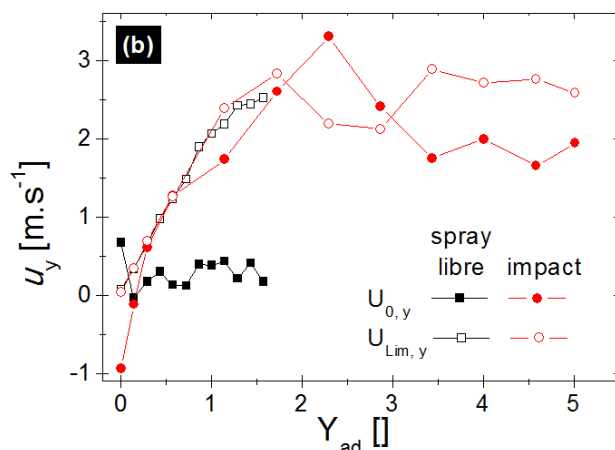 (b)
3
2
1
0
-1
u_y [m.s⁻¹]
spray
libre impact
U_0, y
U_Lim, y
0 1 2 3 4 5
Y_ad []